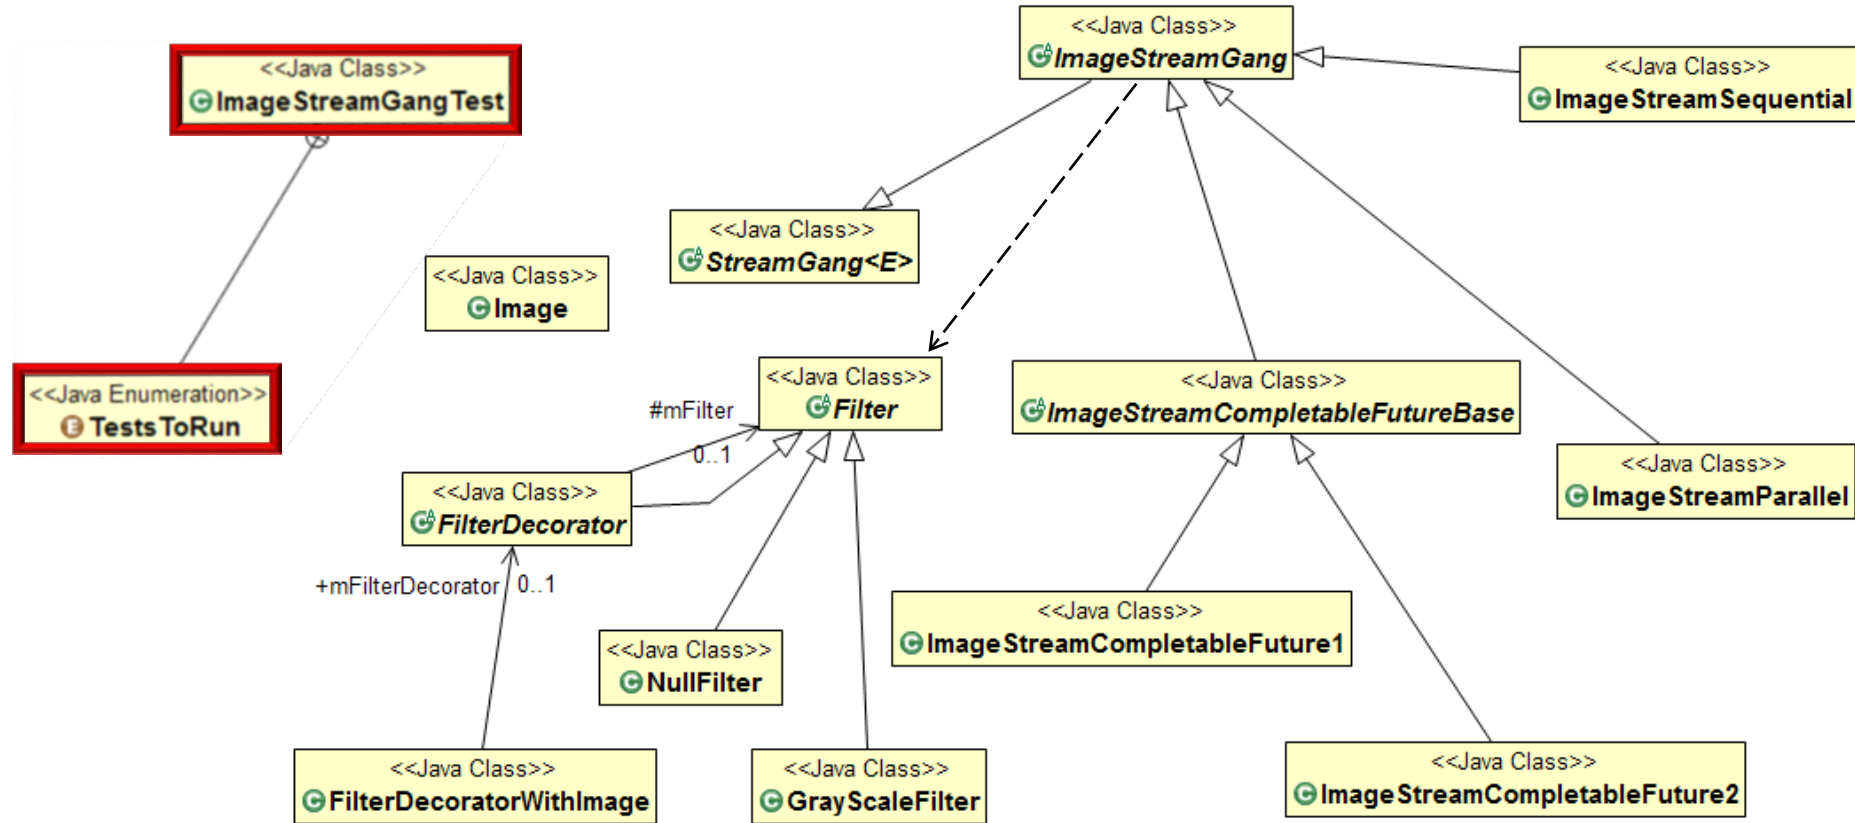 <<Java Class>>
ImageStreamGang
<<Java Class>>
ImageStreamGangTest
<<Java Class>>
ImageStreamSequential
<<Java Class>>
StreamGang<E>
<<Java Class>>
Image
<<Java Enumeration>>
TestsToRun
<<Java Class>>
Filter
#mFilter
0..1
<<Java Class>>
ImageStreamCompletableFutureBase
<<Java Class>>
ImageStreamParallel
<<Java Class>>
FilterDecorator
+mFilterDecorator
0..1
<<Java Class>>
NullFilter
<<Java Class>>
ImageStreamCompletableFuture1
<<Java Class>>
FilterDecoratorWithImage
<<Java Class>>
GrayScaleFilter
<<Java Class>>
ImageStreamCompletableFuture2